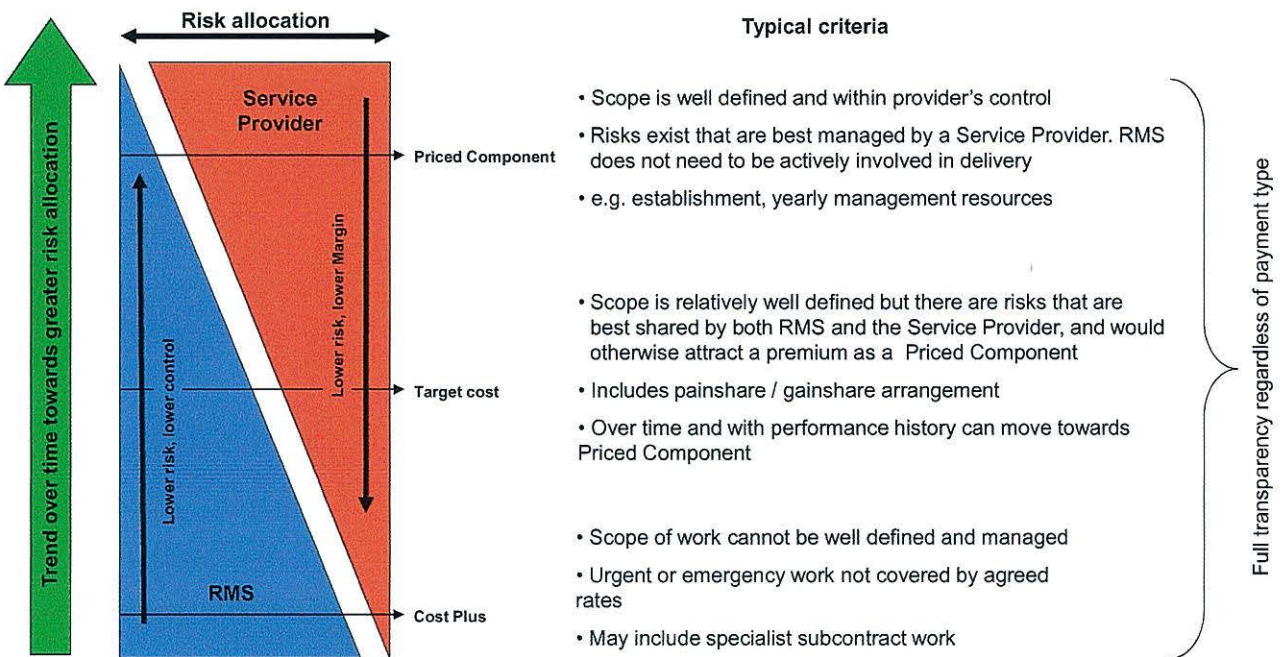 Risk allocation
Typical criteria
Trend over time towards greater risk allocation
Service
Provider
Lower risk, lower Margin
Lower risk, lower control
RMS
Priced Component
• Scope is well defined and within provider's control
• Risks exist that are best managed by a Service Provider. RMS
does not need to be actively involved in delivery
• e.g. establishment, yearly management resources
Target cost
• Scope is relatively well defined but there are risks that are
best shared by both RMS and the Service Provider, and would
otherwise attract a premium as a Priced Component
• Includes painshare / gainshare arrangement
• Over time and with performance history can move towards
Priced Component
Cost Plus
• Scope of work cannot be well defined and managed
• Urgent or emergency work not covered by agreed
rates
• May include specialist subcontract work
Full transparency regardless of payment type